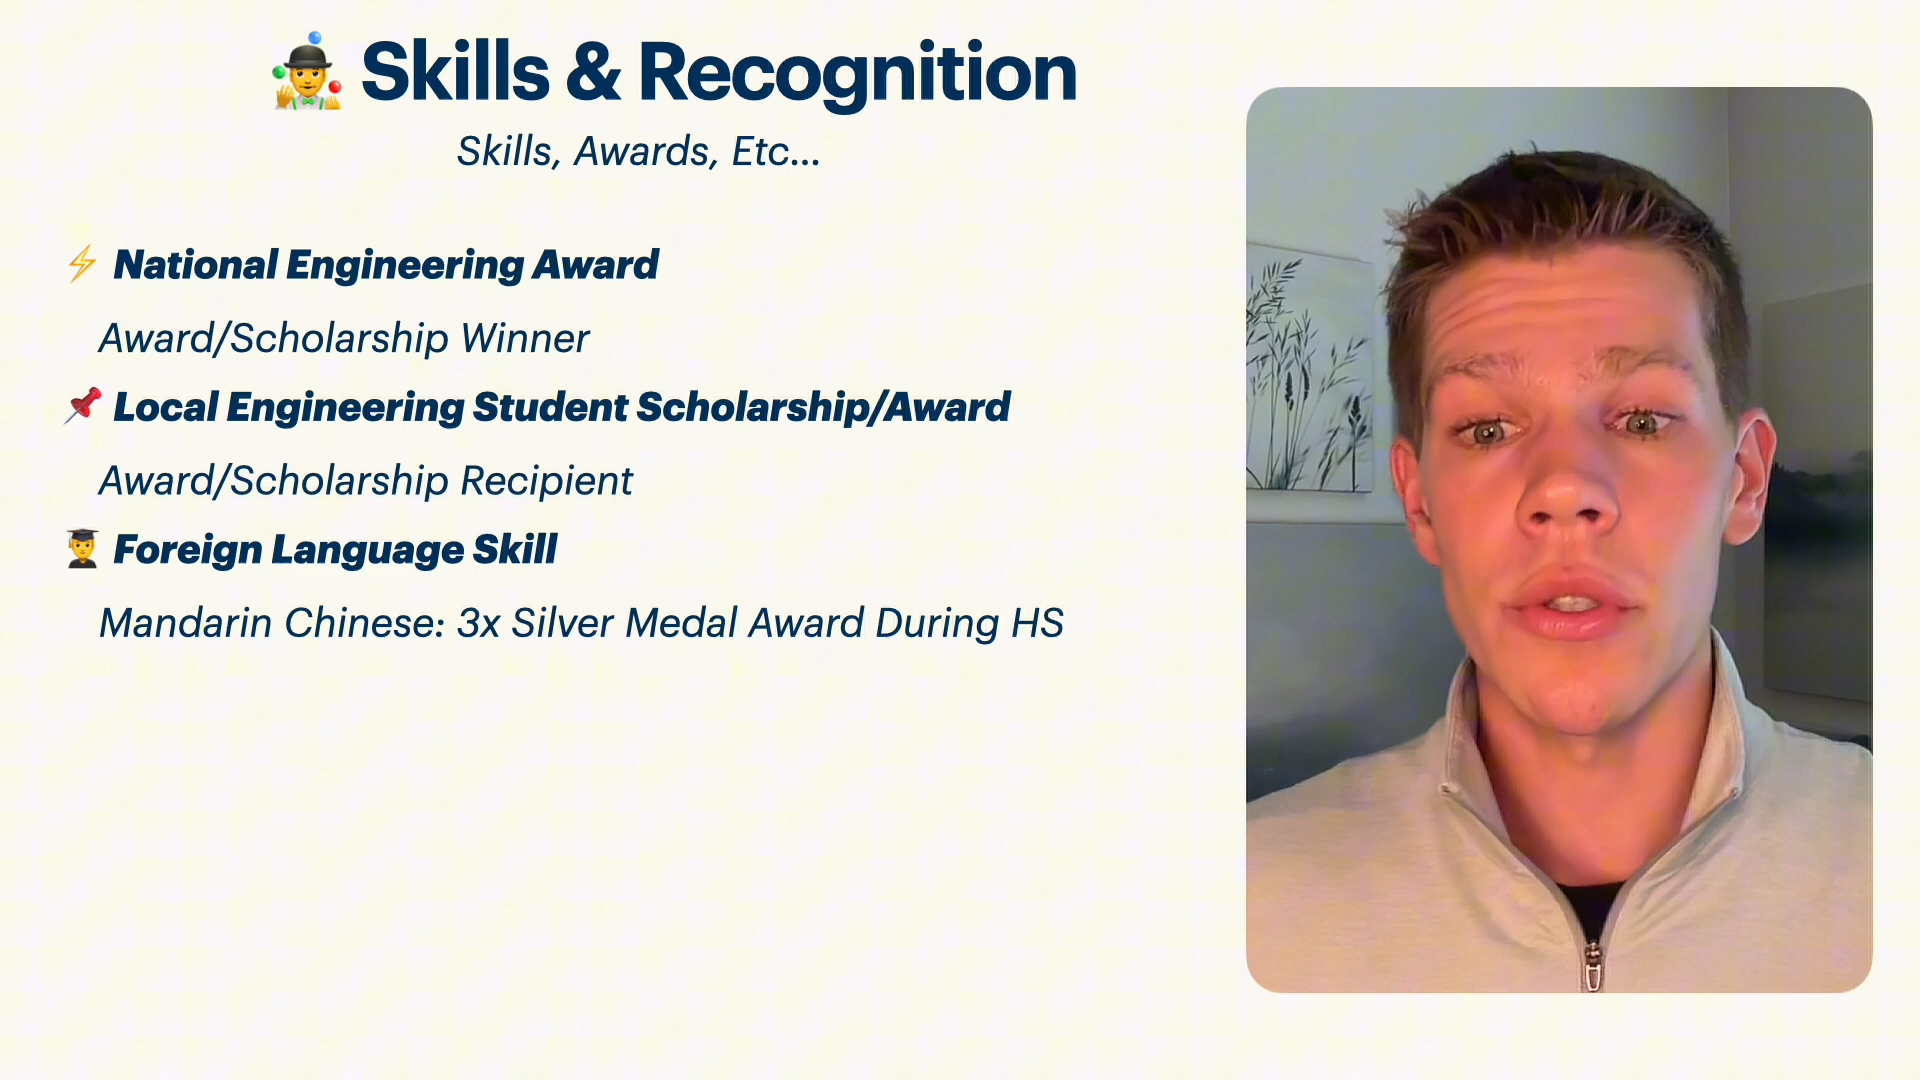 Skills & Recognition
Skills, Awards, Etc...
National Engineering Award
Award/Scholarship Winner
Local Engineering Student Scholarship/Award
Award/Scholarship Recipient
Foreign Language Skill
Mandarin Chinese: 3x Silver Medal Award During HS